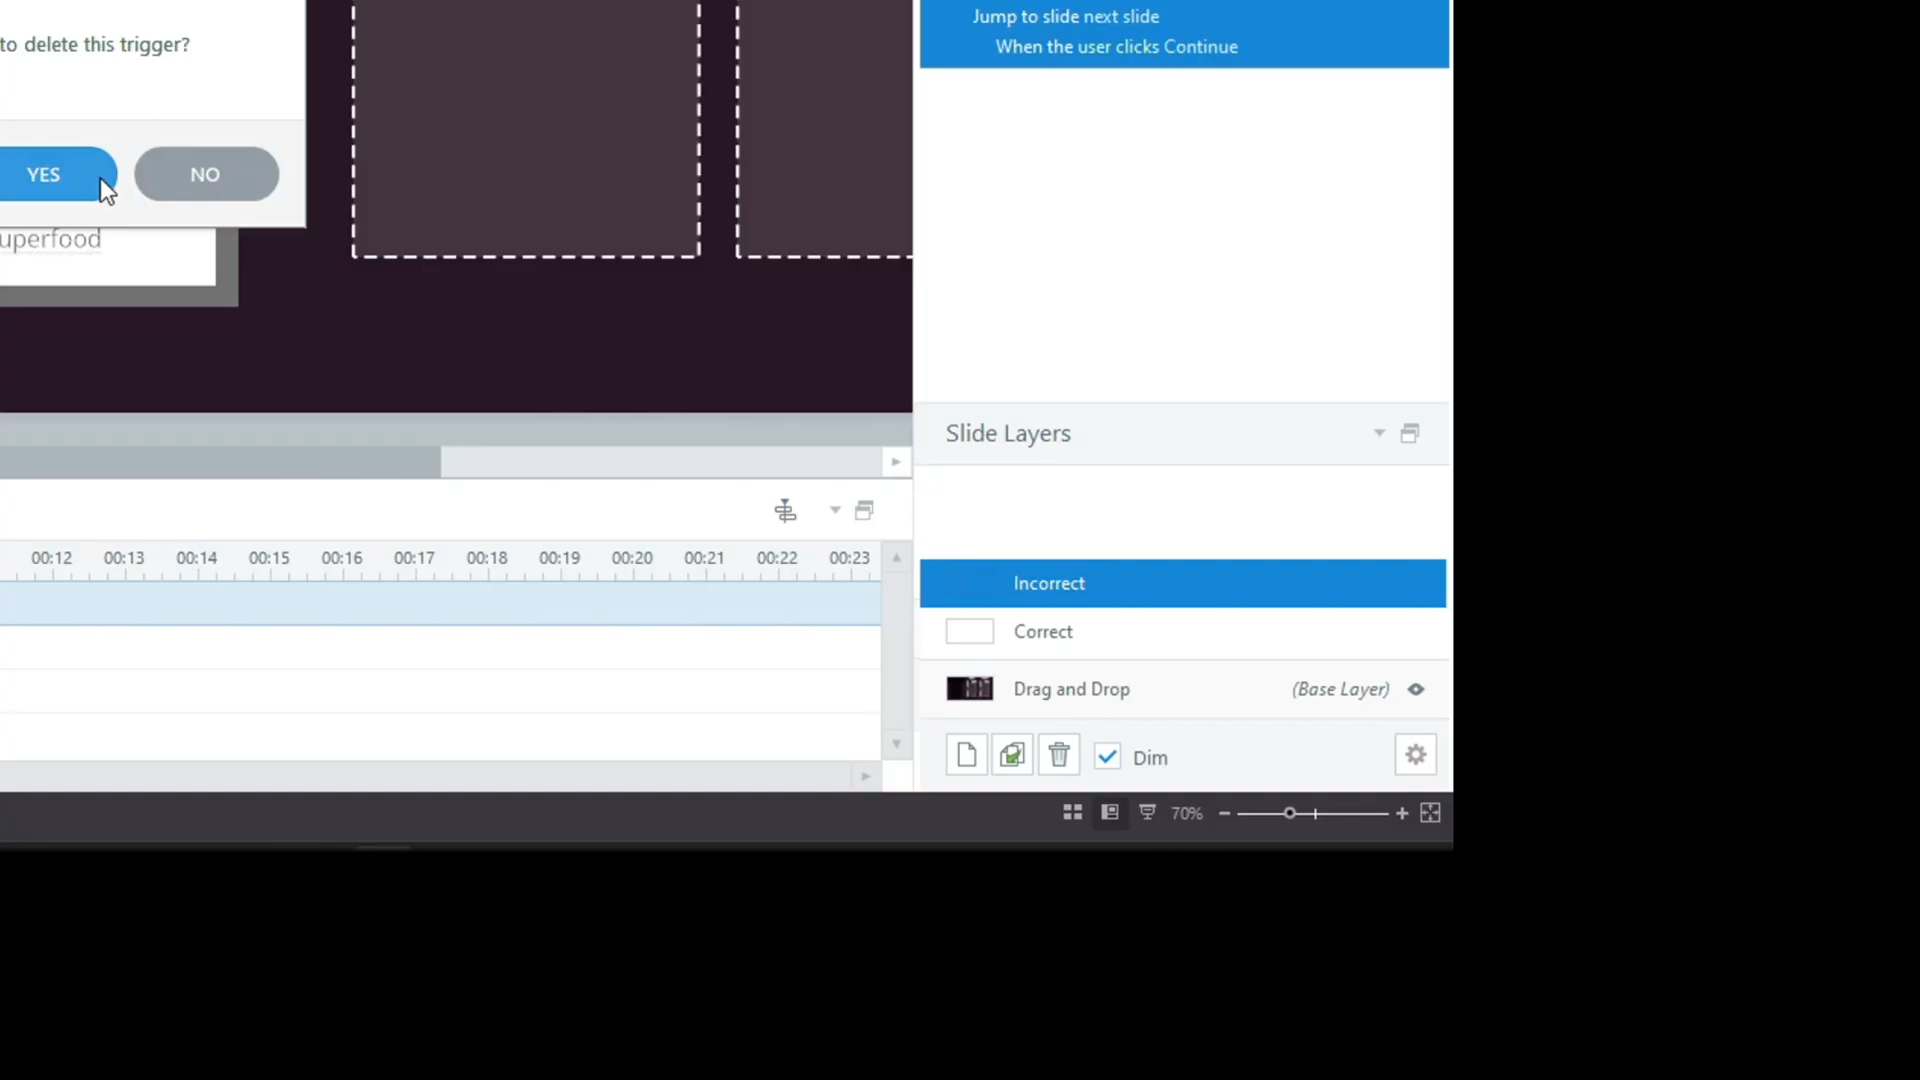 to delete this trigger?
YES
NO
uperfood
Jump to slide next slide
When the user clicks Continue
Slide Layers
00:12 00:13 00:14 00:15 00:16 00:17 00:18 00:19 00:20 00:21 00:22 00:23
Incorrect
Correct
Drag and Drop (Base Layer)
Dim
70%